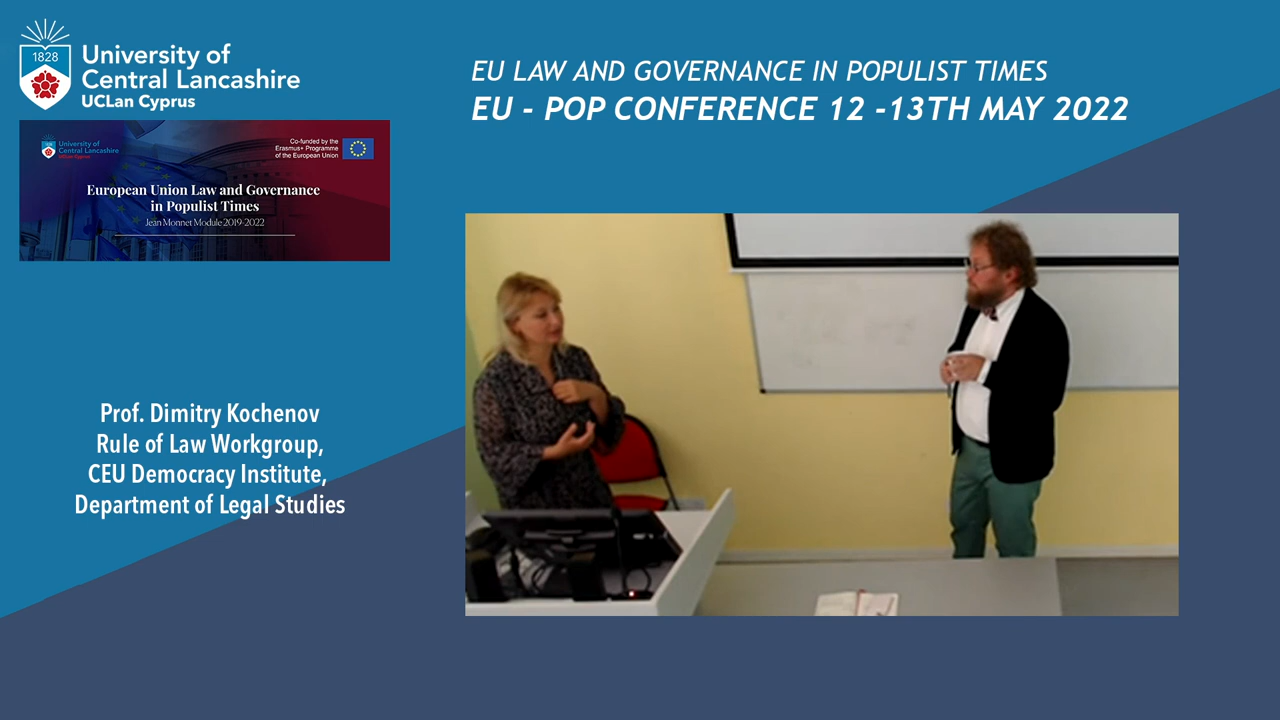 1828
University of
Central Lancashire
UCLan Cyprus
EU LAW AND GOVERNANCE IN POPULIST TIMES
EU - POP CONFERENCE 12 -13TH MAY 2022
University of
Central Lancashire
UCLan Cyprus
Co-funded by the
Erasmus+ Programme
of the European Union
European Union Law and Governance
in Populist Times
Jean Monnet Module 2019-2022
Prof. Dimitry Kochenov
Rule of Law Workgroup,
CEU Democracy Institute,
Department of Legal Studies